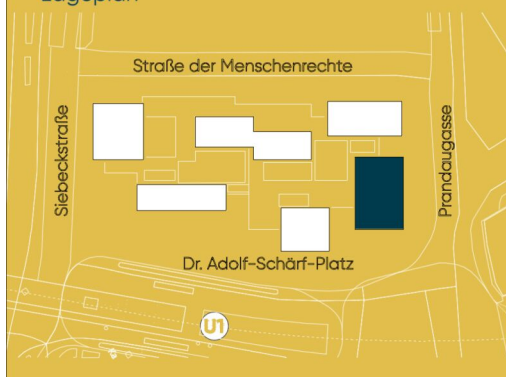 Lageplan
Straße der Menschenrechte
Siebeckstraße
Prandaugasse
Dr. Adolf-Schärf-Platz
U1